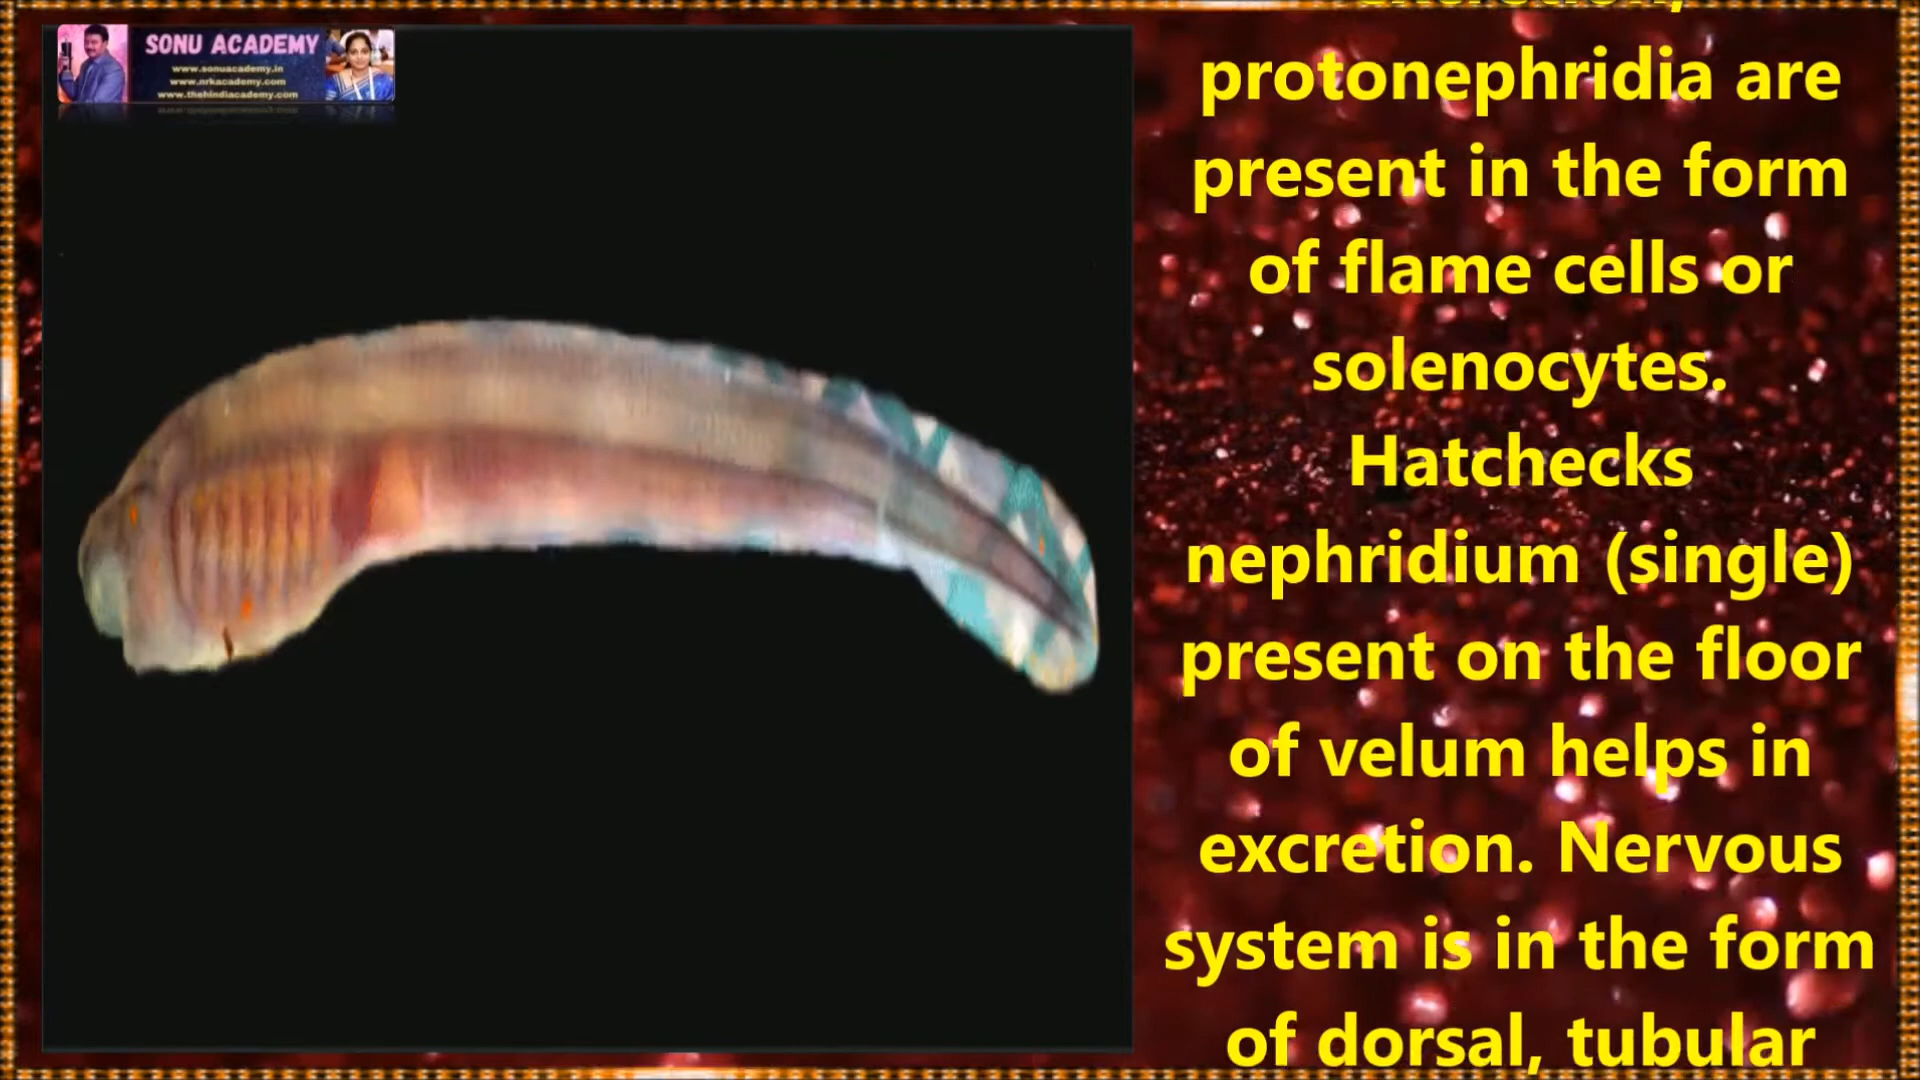 SONU ACADEMY
www.sonuacademy.in
www.nrkacademy.com
www.thehindiacademy.com
protonephridia are
present in the form
of flame cells or
solenocytes.
Hatchecks
nephridium (single)
present on the floor
of velum helps in
excretion. Nervous
system is in the form
of dorsal, tubular